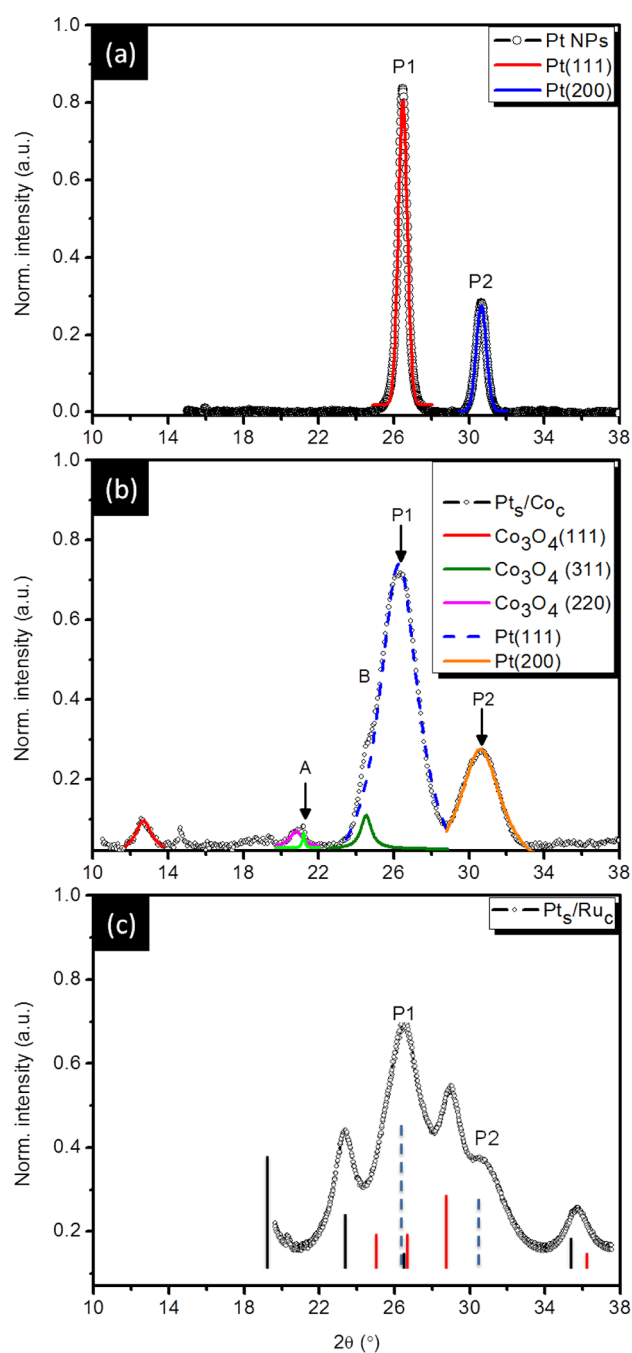 (a)
1.0
0.8
0.6
0.4
0.2
0.0
Norm. intensity (a.u.)
P1
P2
Pt NPs
Pt(111)
Pt(200)
10 14 18 22 26 30 34 38
(b)
1.0
0.8
0.6
0.4
0.2
Norm. intensity (a.u.)
A
B
P1
P2
Pts/Coc
Co3O4(111)
Co3O4 (311)
Co3O4 (220)
Pt(111)
Pt(200)
10 14 18 22 26 30 34 38
(c)
1.0
0.8
0.6
0.4
0.2
Norm. intensity (a.u.)
P1
P2
Pts/Ruc
10 14 18 22 26 30 34 38
2θ (°)